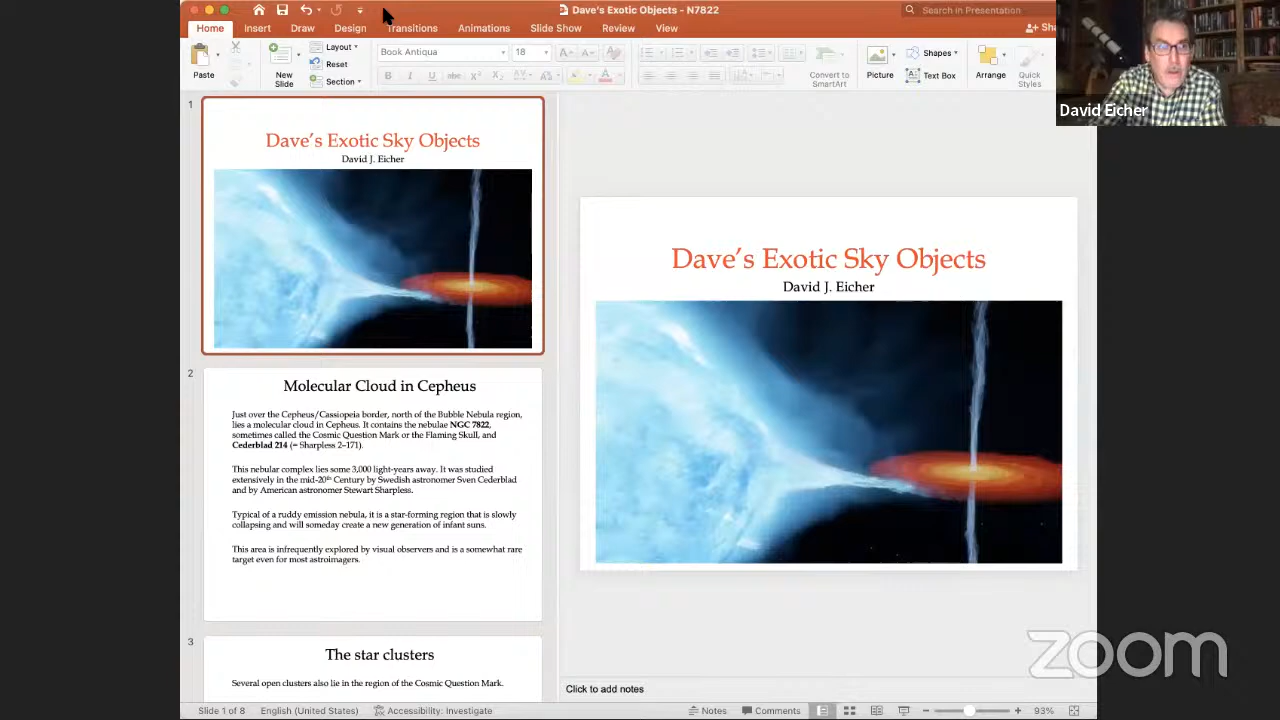 Dave's Exotic Sky Objects - N7822
Search in Presentation
Home Insert Draw Design Transitions Animations Slide Show Review View
Paste
New
Slide
Layout
Reset
Section
Book Antiqua
18
Convert to
SmartArt
Picture
Shapes
Text Box
Arrange
Quick
Styles
David Eicher
1
Dave's Exotic Sky Objects
David J. Eicher
2
Molecular Cloud in Cepheus
Just over the Cepheus/Cassiopeia border, north of the Bubble Nebula region,
lies a molecular cloud in Cepheus. It contains the nebulae NGC 7822,
sometimes called the Cosmic Question Mark or the Flaming Skull, and
Cederblad 214 (= Sharpless 2–171).
This nebular complex lies some 3,000 light-years away. It was studied
extensively in the mid-20th Century by Swedish astronomer Sven Cederblad
and by American astronomer Stewart Sharpless.
Typical of a ruddy emission nebula, it is a star-forming region that is slowly
collapsing and will someday create a new generation of infant suns.
This area is infrequently explored by visual observers and is a somewhat rare
target even for most astroimagers.
3
The star clusters
Several open clusters also lie in the region of the Cosmic Question Mark.
Dave's Exotic Sky Objects
David J. Eicher
Click to add notes
Slide 1 of 8 English (United States) Accessibility: Investigate Notes Comments 93%
zoom